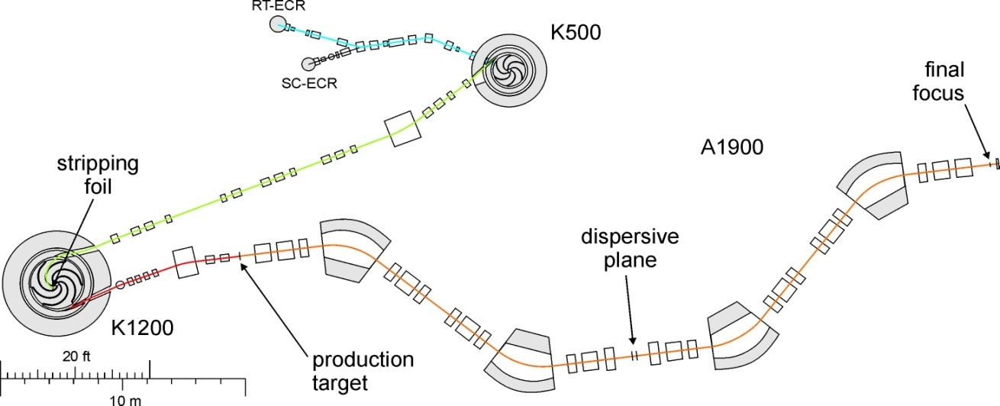 RT-ECR
K500
SC-ECR
final
focus
A1900
stripping
foil
dispersive
plane
K1200
20 ft
production
target
10 m